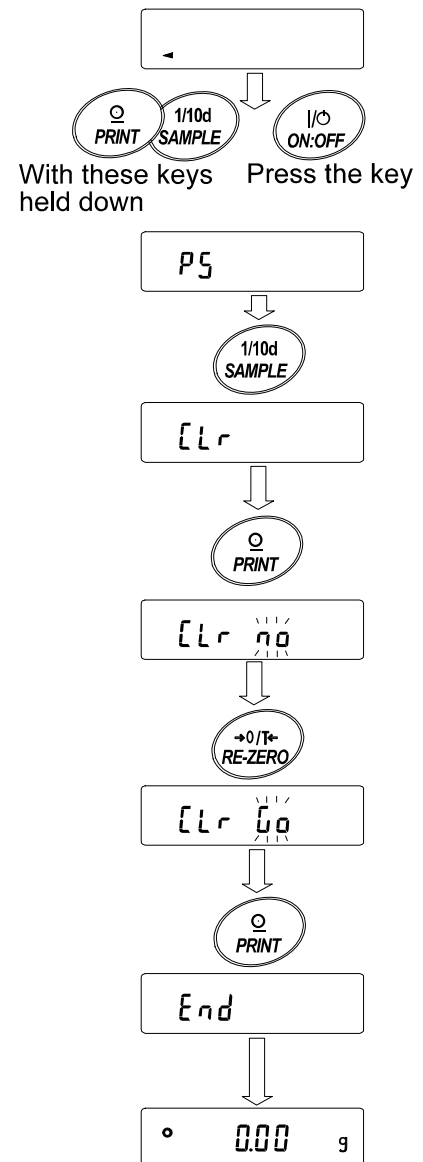 ◄
PRINT
1/10d
SAMPLE
ON:OFF
With these keys
held down
Press the key
PS
1/10d
SAMPLE
CLr
PRINT
CLr no
→0/T←
RE-ZERO
CLr Go
PRINT
End
0.00 g